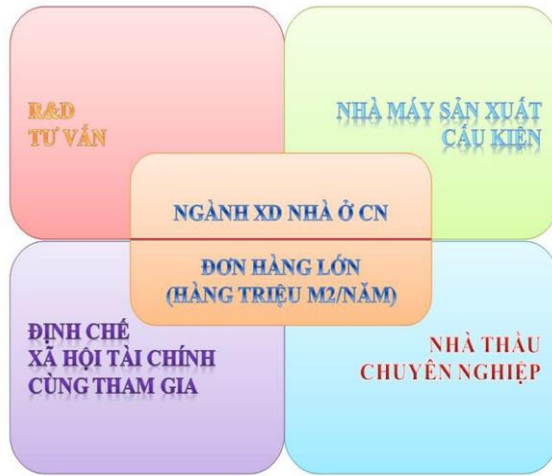 R&D
TƯ VẤN
NHÀ MÁY SẢN XUẤT
CẤU KIỆN
NGÀNH XD NHÀ Ở CN
ĐƠN HÀNG LỚN
(HÀNG TRIỆU M2/NĂM)
ĐỊNH CHẾ
XÃ HỘI TÀI CHÍNH
CÙNG THAM GIA
NHÀ THẦU
CHUYÊN NGHIỆP